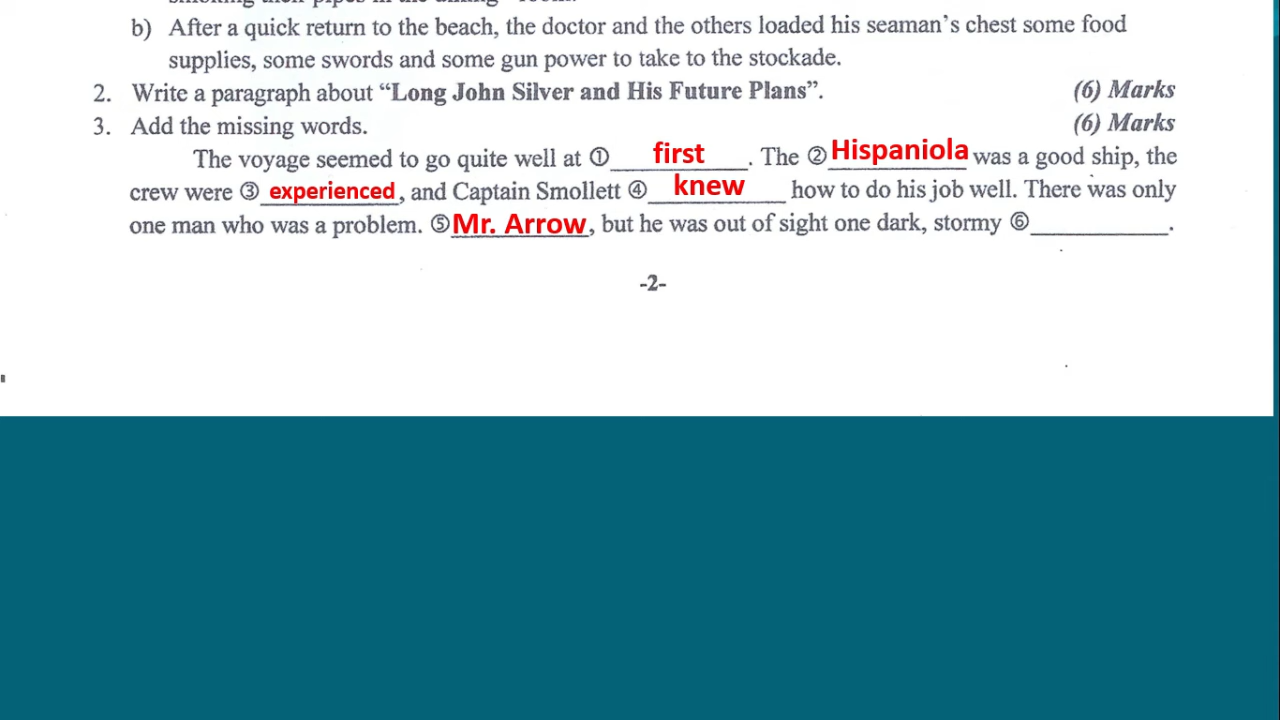 b) After a quick return to the beach, the doctor and the others loaded his seaman's chest some food
supplies, some swords and some gun power to take to the stockade.
2. Write a paragraph about “Long John Silver and His Future Plans”. (6) Marks
3. Add the missing words. (6) Marks
The voyage seemed to go quite well at ① first . The ② Hispaniola was a good ship, the
crew were ③ experienced, and Captain Smollett ④ knew how to do his job well. There was only
one man who was a problem. ⑤ Mr. Arrow, but he was out of sight one dark, stormy ⑥____________.
-2-